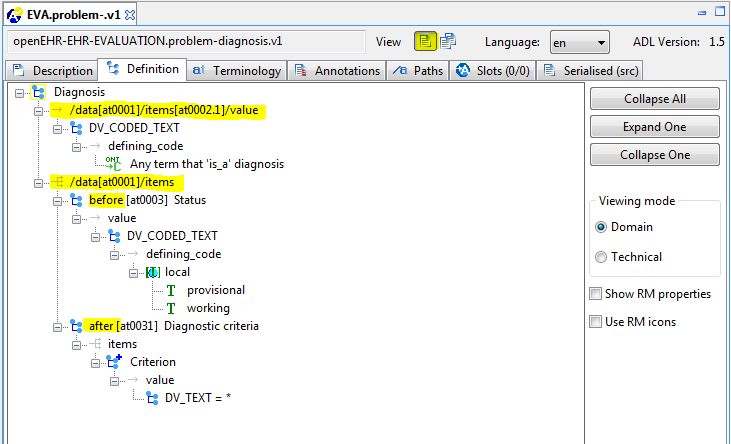 EVA.problem-.v1
openEHR-EHR-EVALUATION.problem-diagnosis.v1 View Language: en ADL Version: 1.5
Description Definition Terminology Annotations Paths Slots (0/0) Serialised (src)
Diagnosis
/data[at0001]/items[at0002.1]/value
DV_CODED_TEXT
defining_code
Any term that 'is_a' diagnosis
/data[at0001]/items
before [at0003] Status
value
DV_CODED_TEXT
defining_code
local
T provisional
T working
after [at0031] Diagnostic criteria
items
Criterion
value
DV_TEXT = *
Collapse All
Expand One
Collapse One
Viewing mode
Domain
Technical
Show RM properties
Use RM icons